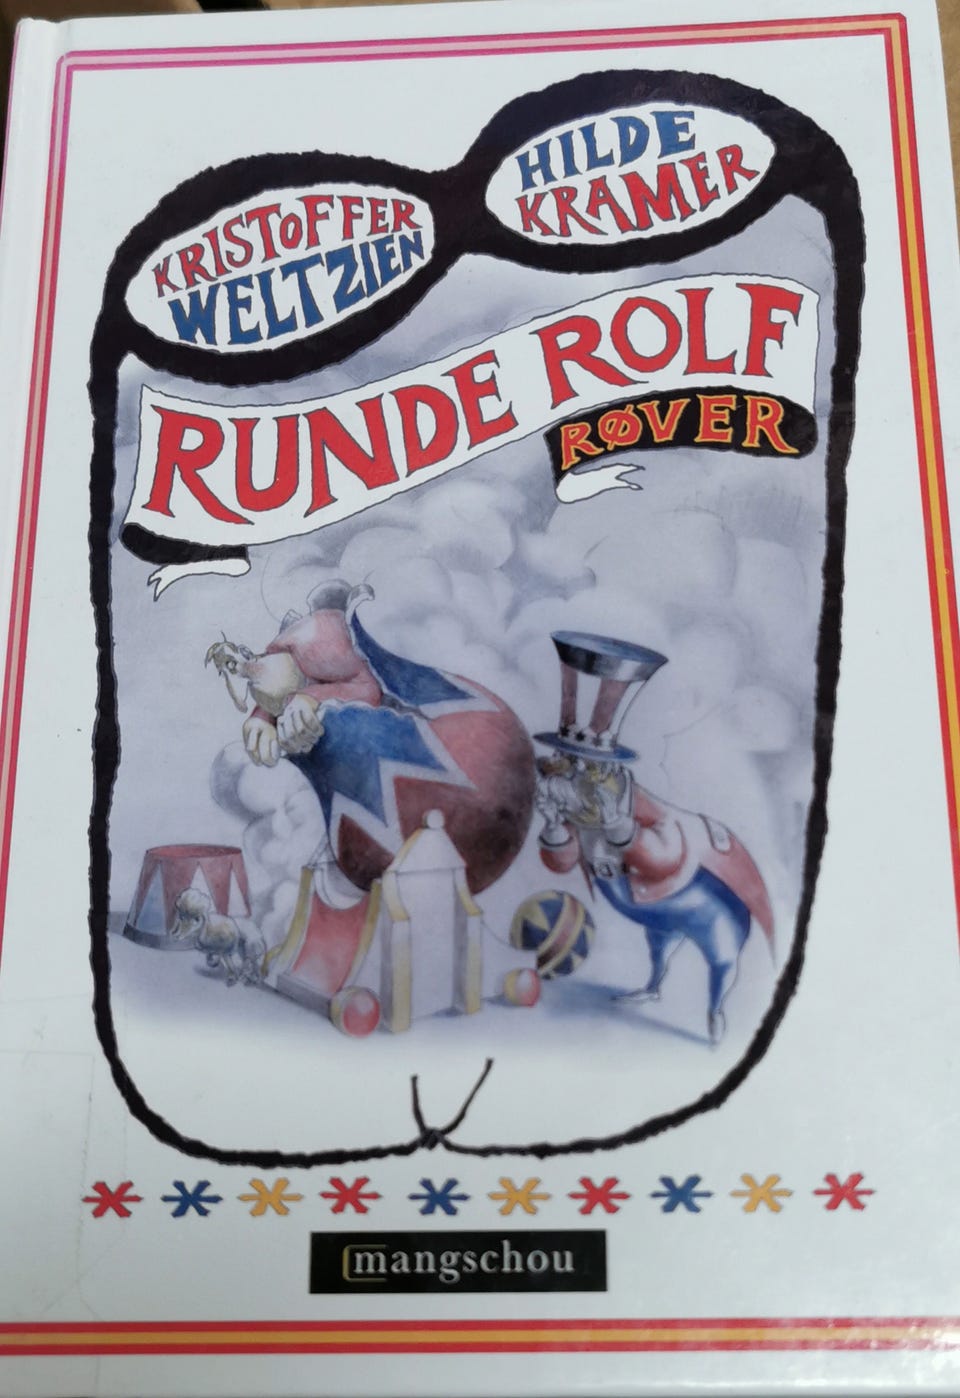 KRISTOFFER
WELTZIEN
HILDE
KRAMER
RUNDE ROLF
RØVER
mangschou